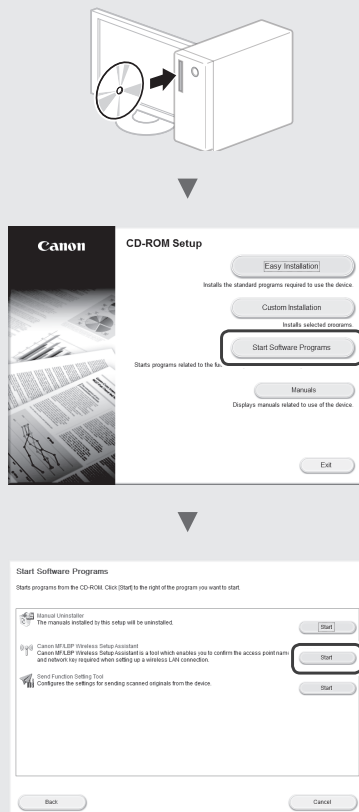 Canon
CD-ROM Setup
Easy Installation
Installs the standard programs required to use the device.
Custom Installation
Installs selected programs.
Start Software Programs
Starts programs related to the
Manuals
Displays manuals related to use of the device.
Exit
Start Software Programs
Starts programs from the CD-ROM. Click [Start] to the right of the program you want to start.
Manual Uninstaller
The manuals installed by this setup will be uninstalled.
Start
Canon MF/LBP Wireless Setup Assistant
Canon MF/LBP Wireless Setup Assistant is a tool which enables you to confirm the access point name
and network key required when setting up a wireless LAN connection.
Start
Send Function Setting Tool
Configures the settings for sending scanned originals from the device.
Start
Back
Cancel